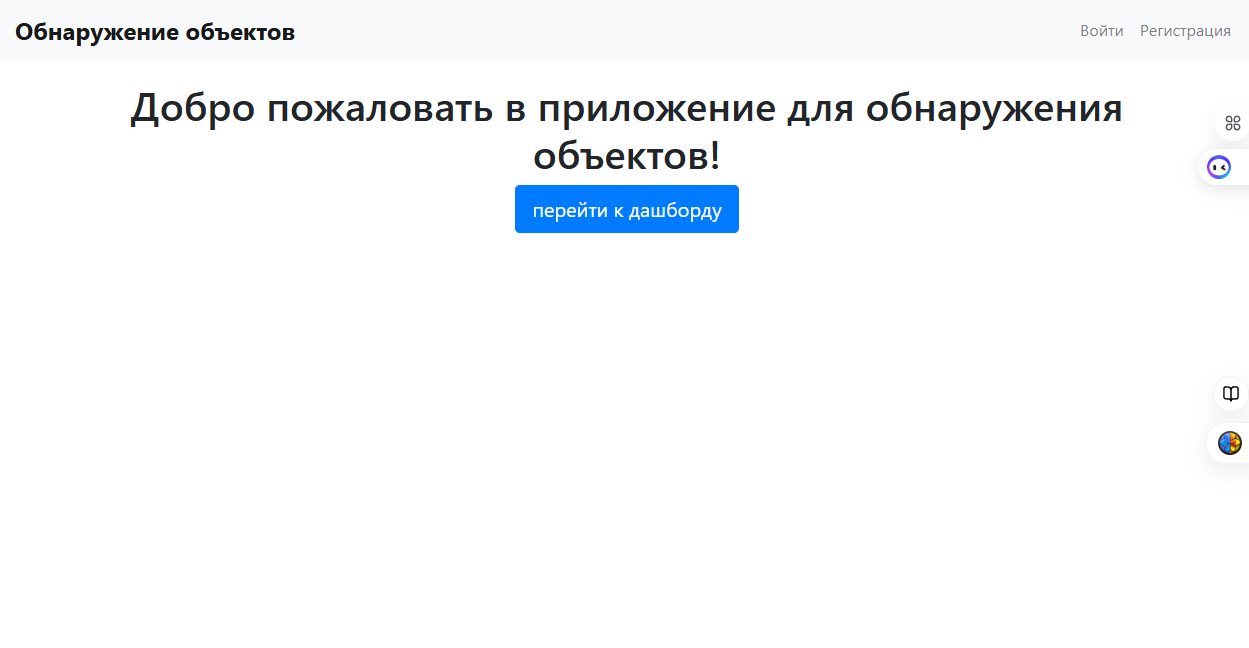 Обнаружение объектов
Войти
Регистрация
Добро пожаловать в приложение для обнаружения
объектов!
перейти к дашборду